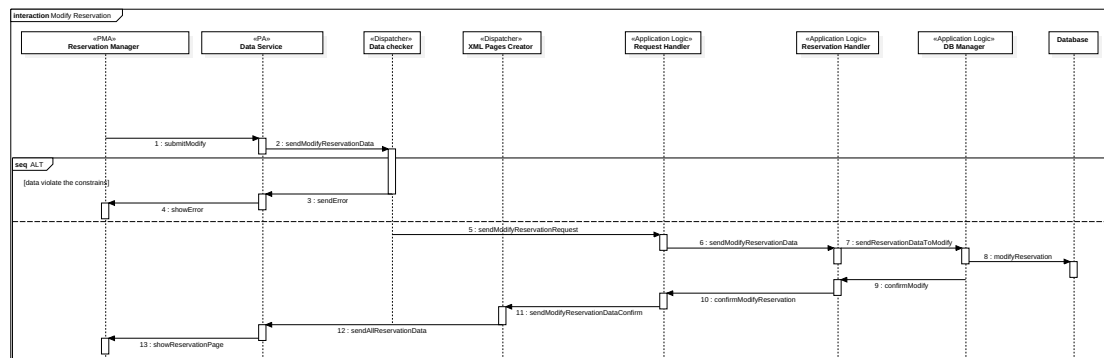 interaction Modify Reservation
«PMA»
Reservation Manager
«PA»
Data Service
«Dispatcher»
Data checker
«Dispatcher»
XML Pages Creator
«Application Logic»
Request Handler
«Application Logic»
Reservation Handler
«Application Logic»
DB Manager
Database
1 : submitModify
2 : sendModifyReservationData
seq ALT
[data violate the constrains]
3 : sendError
4 : showError
5 : sendModifyReservationRequest
6 : sendModifyReservationData
7 : sendReservationDataToModify
8 : modifyReservation
9 : confirmModify
10 : confirmModifyReservation
11 : sendModifyReservationDataConfirm
12 : sendAllReservationData
13 : showReservationPage